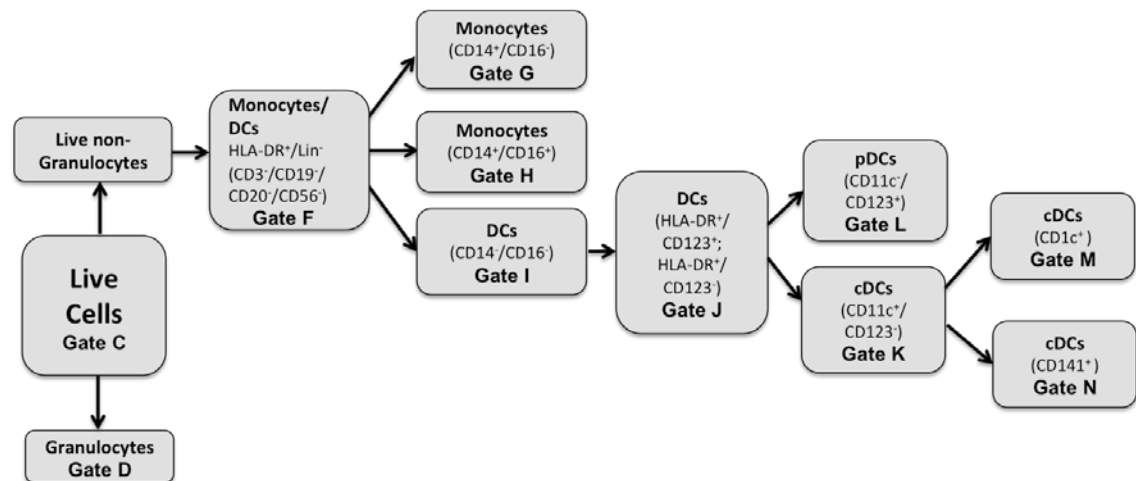 Live non-
Granulocytes
Live
Cells
Gate C
Granulocytes
Gate D
Monocytes/
DCs
HLA-DR⁺/Lin⁻
(CD3⁻/CD19⁻/
CD20⁻/CD56⁻)
Gate F
Monocytes
(CD14⁺/CD16⁻)
Gate G
Monocytes
(CD14⁺/CD16⁺)
Gate H
DCs
(CD14⁻/CD16⁻)
Gate I
DCs
(HLA-DR⁺/
CD123⁺;
HLA-DR⁺/
CD123⁻)
Gate J
pDCs
(CD11c⁻/
CD123⁺)
Gate L
cDCs
(CD11c⁺/
CD123⁻)
Gate K
cDCs
(CD1c⁺)
Gate M
cDCs
(CD141⁺)
Gate N